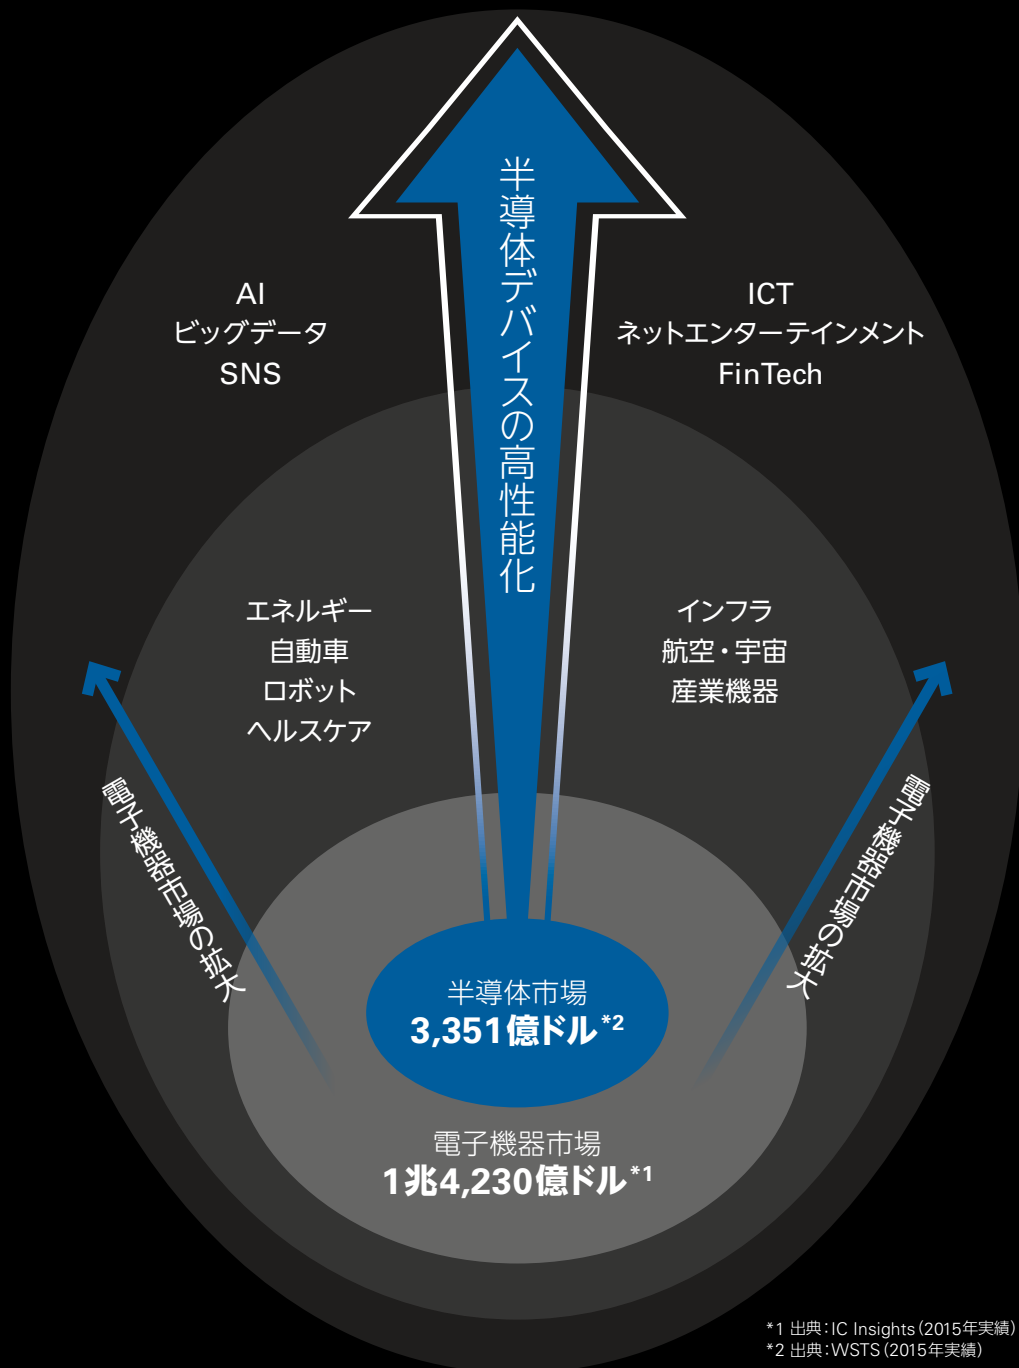 半導体デバイスの高性能化
AI
ビッグデータ
SNS
ICT
ネットエンターテインメント
FinTech
エネルギー
自動車
ロボット
ヘルスケア
インフラ
航空・宇宙
産業機器
電子機器市場の拡大
電子機器市場の拡大
半導体市場
3,351億ドル*2
電子機器市場
1兆4,230億ドル*1
*1 出典：IC Insights（2015年実績）
*2 出典：WSTS（2015年実績）